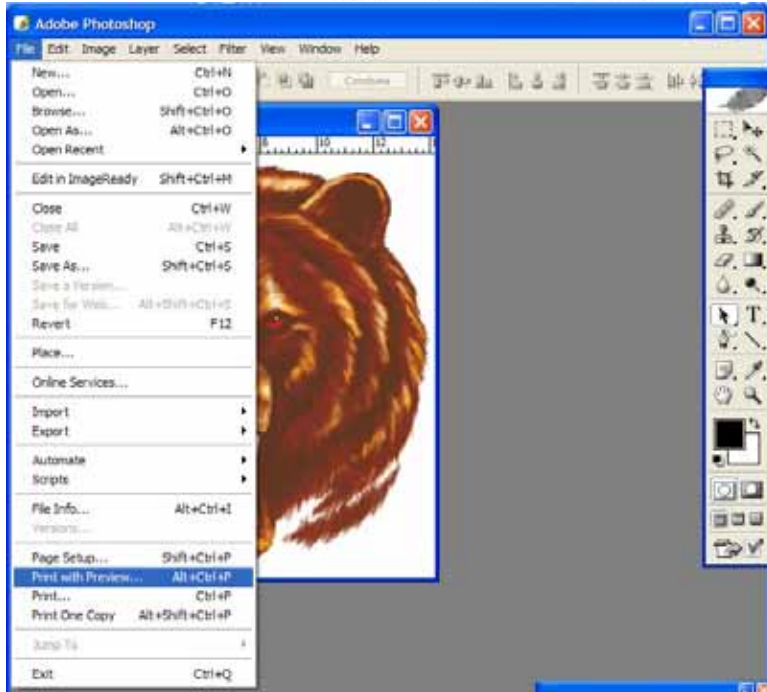 Adobe Photoshop
File Edit Image Layer Select Filter View Window Help
New... Ctrl+N
Open... Ctrl+O
Browse... Shift+Ctrl+O
Open As... Alt+Ctrl+O
Open Recent
Edit in ImageReady Shift+Ctrl+M
Close Ctrl+W
Close All Alt+Ctrl+W
Save Ctrl+S
Save As... Shift+Ctrl+S
Save a Version...
Save for Web... Alt+Shift+Ctrl+S
Revert F12
Place...
Online Services...
Import
Export
Automate
Scripts
File Info... Alt+Ctrl+I
Versions...
Page Setup... Shift+Ctrl+P
Print with Preview... Alt+Ctrl+P
Print... Ctrl+P
Print One Copy Alt+Shift+Ctrl+P
Jump To
Exit Ctrl+Q
Combine
8 10 12
T